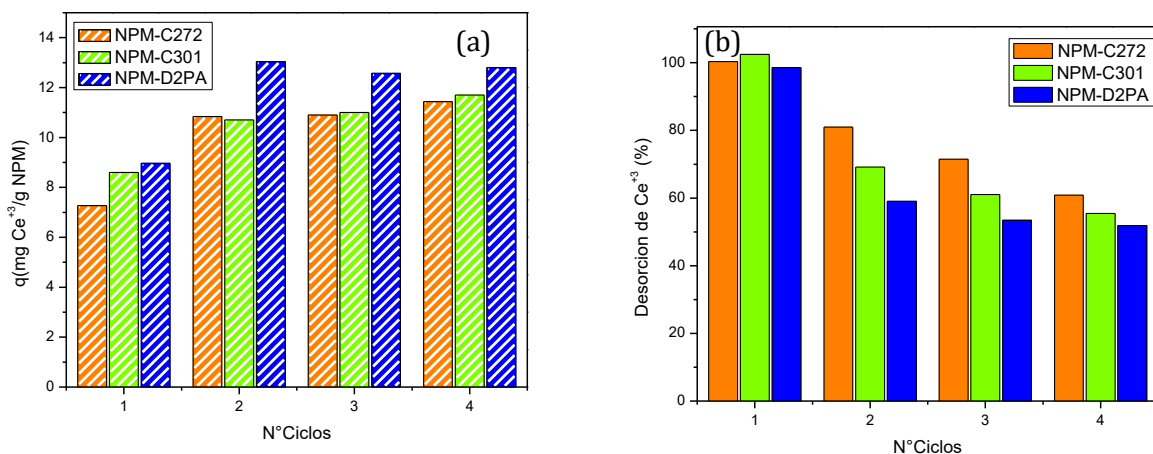 (a)
NPM-C272
NPM-C301
NPM-D2PA
q(mg Ce⁺³/g NPM)
14
12
10
8
6
4
2
0
1 2 3 4
N°Ciclos
(b)
NPM-C272
NPM-C301
NPM-D2PA
Desorcion de Ce⁺³ (%)
100
80
60
40
20
0
1 2 3 4
N°Ciclos